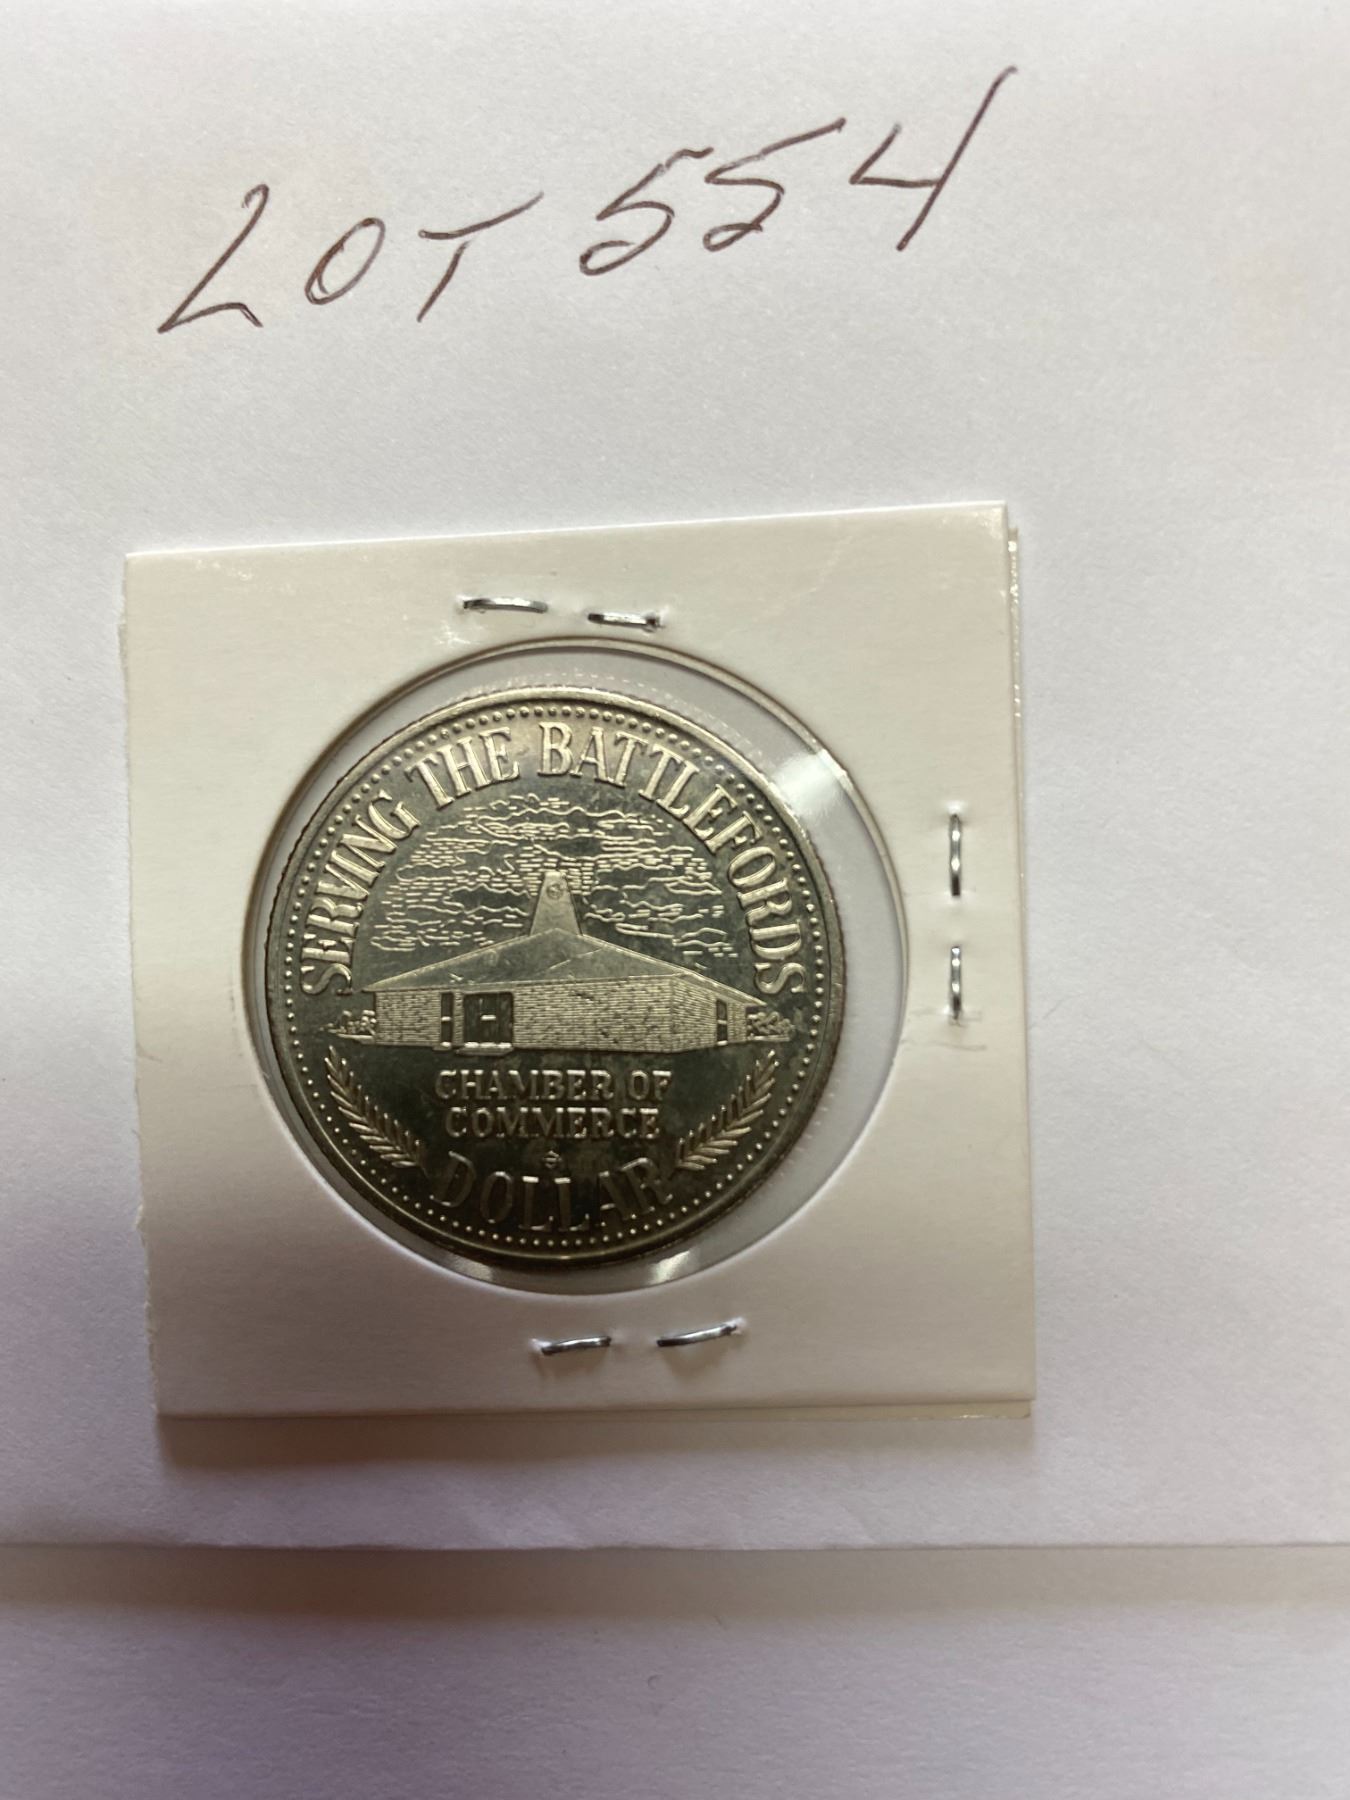 LOT 554
SERVING THE BATTLEFORDS
CHAMBER OF
COMMERCE
DOLLAR